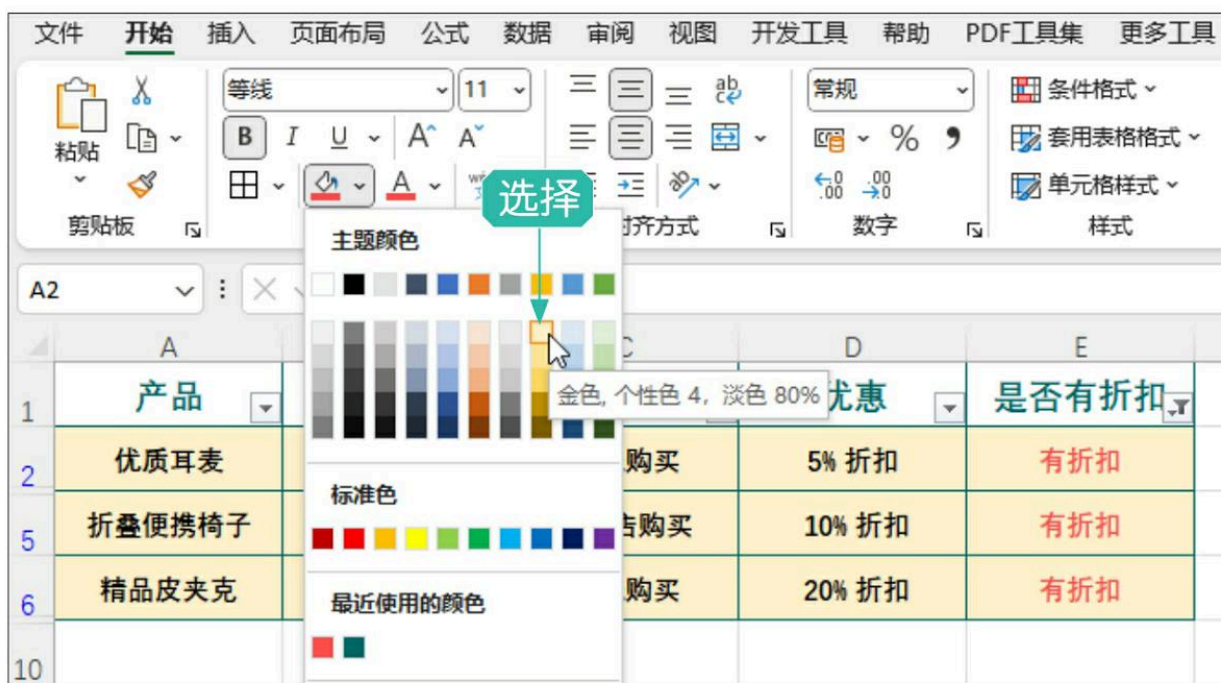 文件 开始 插入 页面布局 公式 数据 审阅 视图 开发工具 帮助 PDF工具集 更多工具
等线 11 ab 常规 条件格式
粘贴 B I U A A % 套用表格格式
A 选择 .00 .00 单元格样式
剪贴板 对齐方式 数字 样式
主题颜色
A2
A D E
金色, 个性色 4, 淡色 80%
1 产品 优惠 是否有折扣
2 优质耳麦 购买 5% 折扣 有折扣
标准色
5 折叠便携椅子 购买 10% 折扣 有折扣
6 精品皮夹克 购买 20% 折扣 有折扣
最近使用的颜色
10